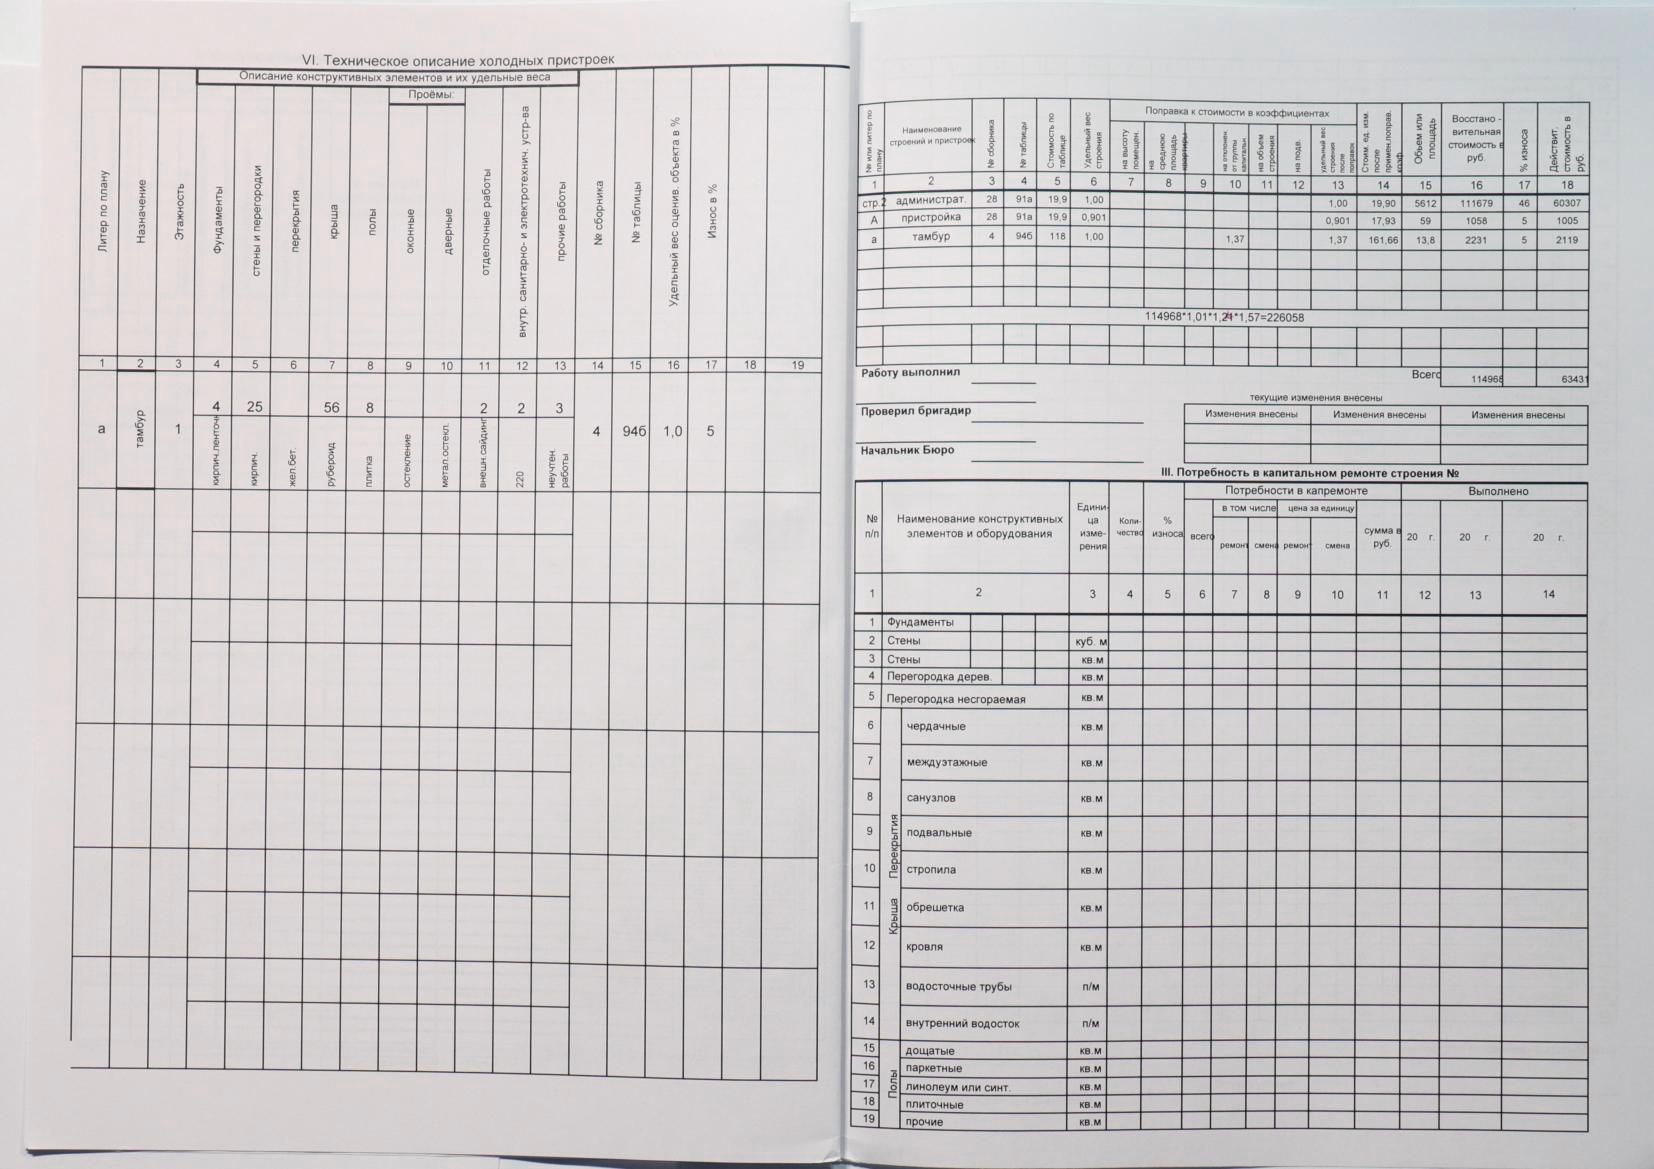 VI. Техническое описание холодных пристроек
Описание конструктивных элементов и их удельные веса
Проёмы:
Литер по плану
Назначение
Этажность
Фундаменты
стены и перегородки
перекрытия
крыша
полы
оконные
дверные
отделочные работы
внутр. санитарно- и электротехнич. устр-ва
прочие работы
№ сборника
№ таблицы
Удельный вес оценив. объекта в %
Износ в %
1 2 3 4 5 6 7 8 9 10 11 12 13 14 15 16 17 18 19
4 25 56 8 2 2 3
а тамбур 1 4 94б 1,0 5
кирпич.ленточн
кирпич.
жел.бет.
рубероид
плитка
остекление
метал.остекл.
внешн.сайдинг
220
неучтен. работы
№ или литер по плану
Наименование строений и пристроек
№ сборника
№ таблицы
Стоимость по таблице
Удельный вес строения
Поправка к стоимости в коэффициентах
на высоту помещен.
на среднюю площадь квартиры
на отклонен. от группы капитальн.
на объем строения
на подв.
удельный вес строения после поправок
Стоим. ед. изм. после примен.поправ. коэф.
Объем или площадь
Восстано - вительная стоимость в руб.
% износа
Действит. стоимость в руб.
1 2 3 4 5 6 7 8 9 10 11 12 13 14 15 16 17 18
стр.2 администрат. 28 91а 19,9 1,00 1,00 19,90 5612 111679 46 60307
А пристройка 28 91а 19,9 0,901 0,901 17,93 59 1058 5 1005
а тамбур 4 94б 118 1,00 1,37 1,37 161,66 13,8 2231 5 2119
114968*1,01*1,21*1,57=226058
Работу выполнил
Всего 114968 63431
текущие изменения внесены
Проверил бригадир
Изменения внесены Изменения внесены Изменения внесены
Начальник Бюро
III. Потребность в капитальном ремонте строения №
№ п/п
Наименование конструктивных элементов и оборудования
Едини- ца изме- рения
Коли- чество
% износа
Потребности в капремонте
всего
в том числе
ремонт смена
цена за единицу
ремонт смена
сумма в руб.
Выполнено
20 г. 20 г. 20 г.
1 2 3 4 5 6 7 8 9 10 11 12 13 14
1 Фундаменты
2 Стены куб. м
3 Стены кв.м
4 Перегородка дерев. кв.м
5 Перегородка несгораемая кв.м
Перекрытия
6 чердачные кв.м
7 междуэтажные кв.м
8 санузлов кв.м
9 подвальные кв.м
Крыша
10 стропила кв.м
11 обрешетка кв.м
12 кровля кв.м
13 водосточные трубы п/м
14 внутренний водосток п/м
Полы
15 дощатые кв.м
16 паркетные кв.м
17 линолеум или синт. кв.м
18 плиточные кв.м
19 прочие кв.м